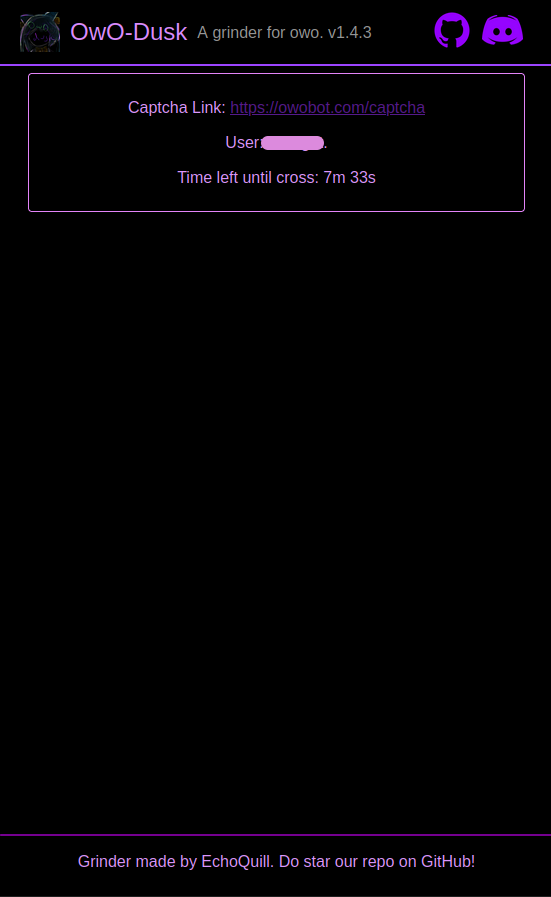 OwO-Dusk A grinder for owo. v1.4.3
Captcha Link: https://owobot.com/captcha
User:
Time left until cross: 7m 33s
Grinder made by EchoQuill. Do star our repo on GitHub!